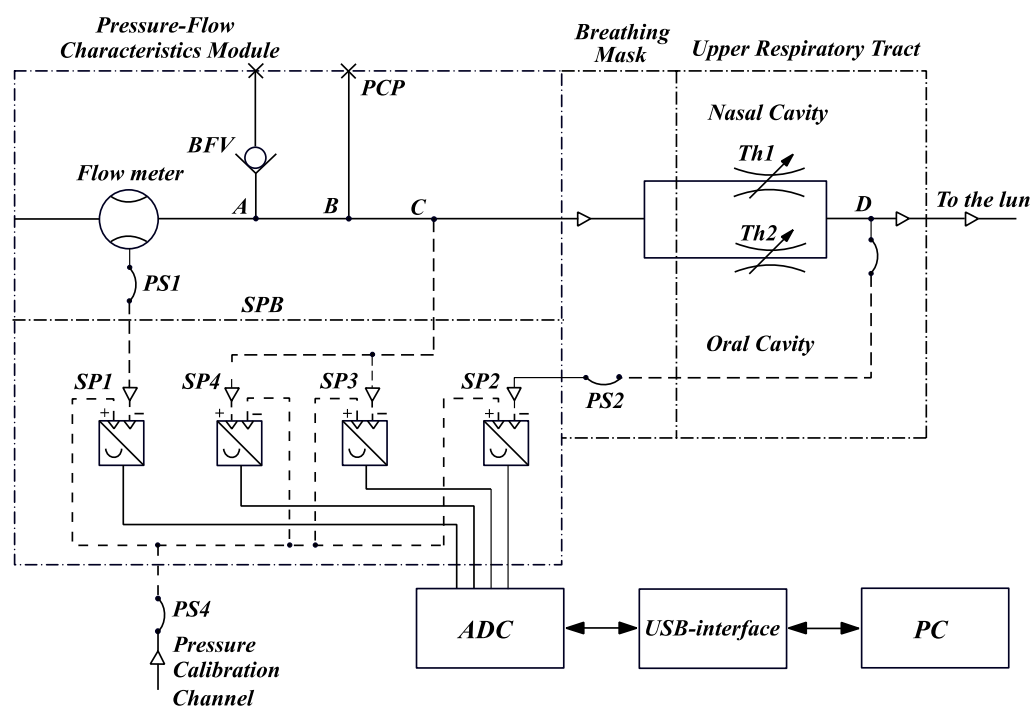 Pressure-Flow
Characteristics Module
Breathing
Mask
Upper Respiratory Tract
PCP
Nasal Cavity
BFV
Th1
Flow meter
A
B
C
D
To the lun
Th2
PS1
SPB
Oral Cavity
SP1
SP4
SP3
SP2
PS2
+ –
+ –
+ –
+ –
PS4
ADC
USB-interface
PC
Pressure
Calibration
Channel